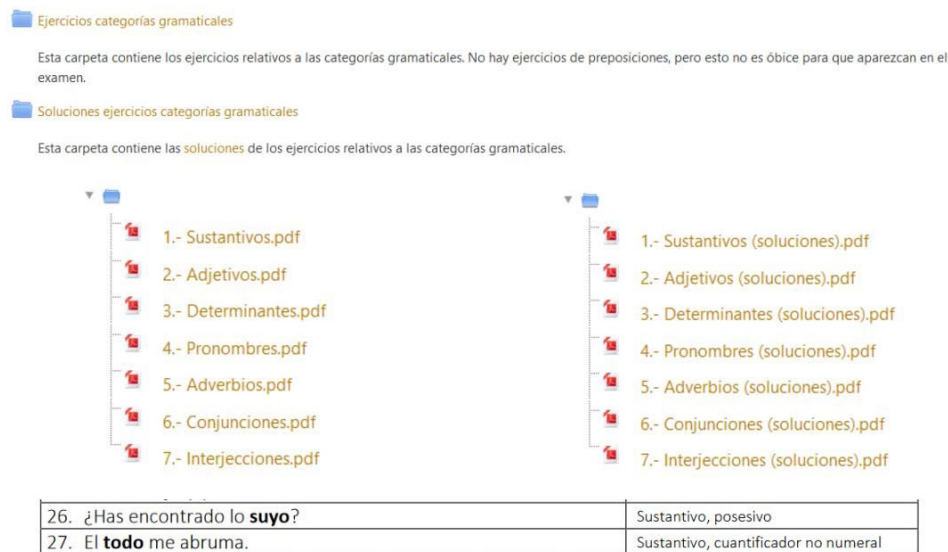 Ejercicios categorías gramaticales
Esta carpeta contiene los ejercicios relativos a las categorías gramaticales. No hay ejercicios de preposiciones, pero esto no es óbice para que aparezcan en el
examen.
Soluciones ejercicios categorías gramaticales
Esta carpeta contiene las soluciones de los ejercicios relativos a las categorías gramaticales.
1.- Sustantivos.pdf
2.- Adjetivos.pdf
3.- Determinantes.pdf
4.- Pronombres.pdf
5.- Adverbios.pdf
6.- Conjunciones.pdf
7.- Interjecciones.pdf
1.- Sustantivos (soluciones).pdf
2.- Adjetivos (soluciones).pdf
3.- Determinantes (soluciones).pdf
4.- Pronombres (soluciones).pdf
5.- Adverbios (soluciones).pdf
6.- Conjunciones (soluciones).pdf
7.- Interjecciones (soluciones).pdf
26. ¿Has encontrado lo suyo? Sustantivo, posesivo
27. El todo me abruma. Sustantivo, cuantificador no numeral